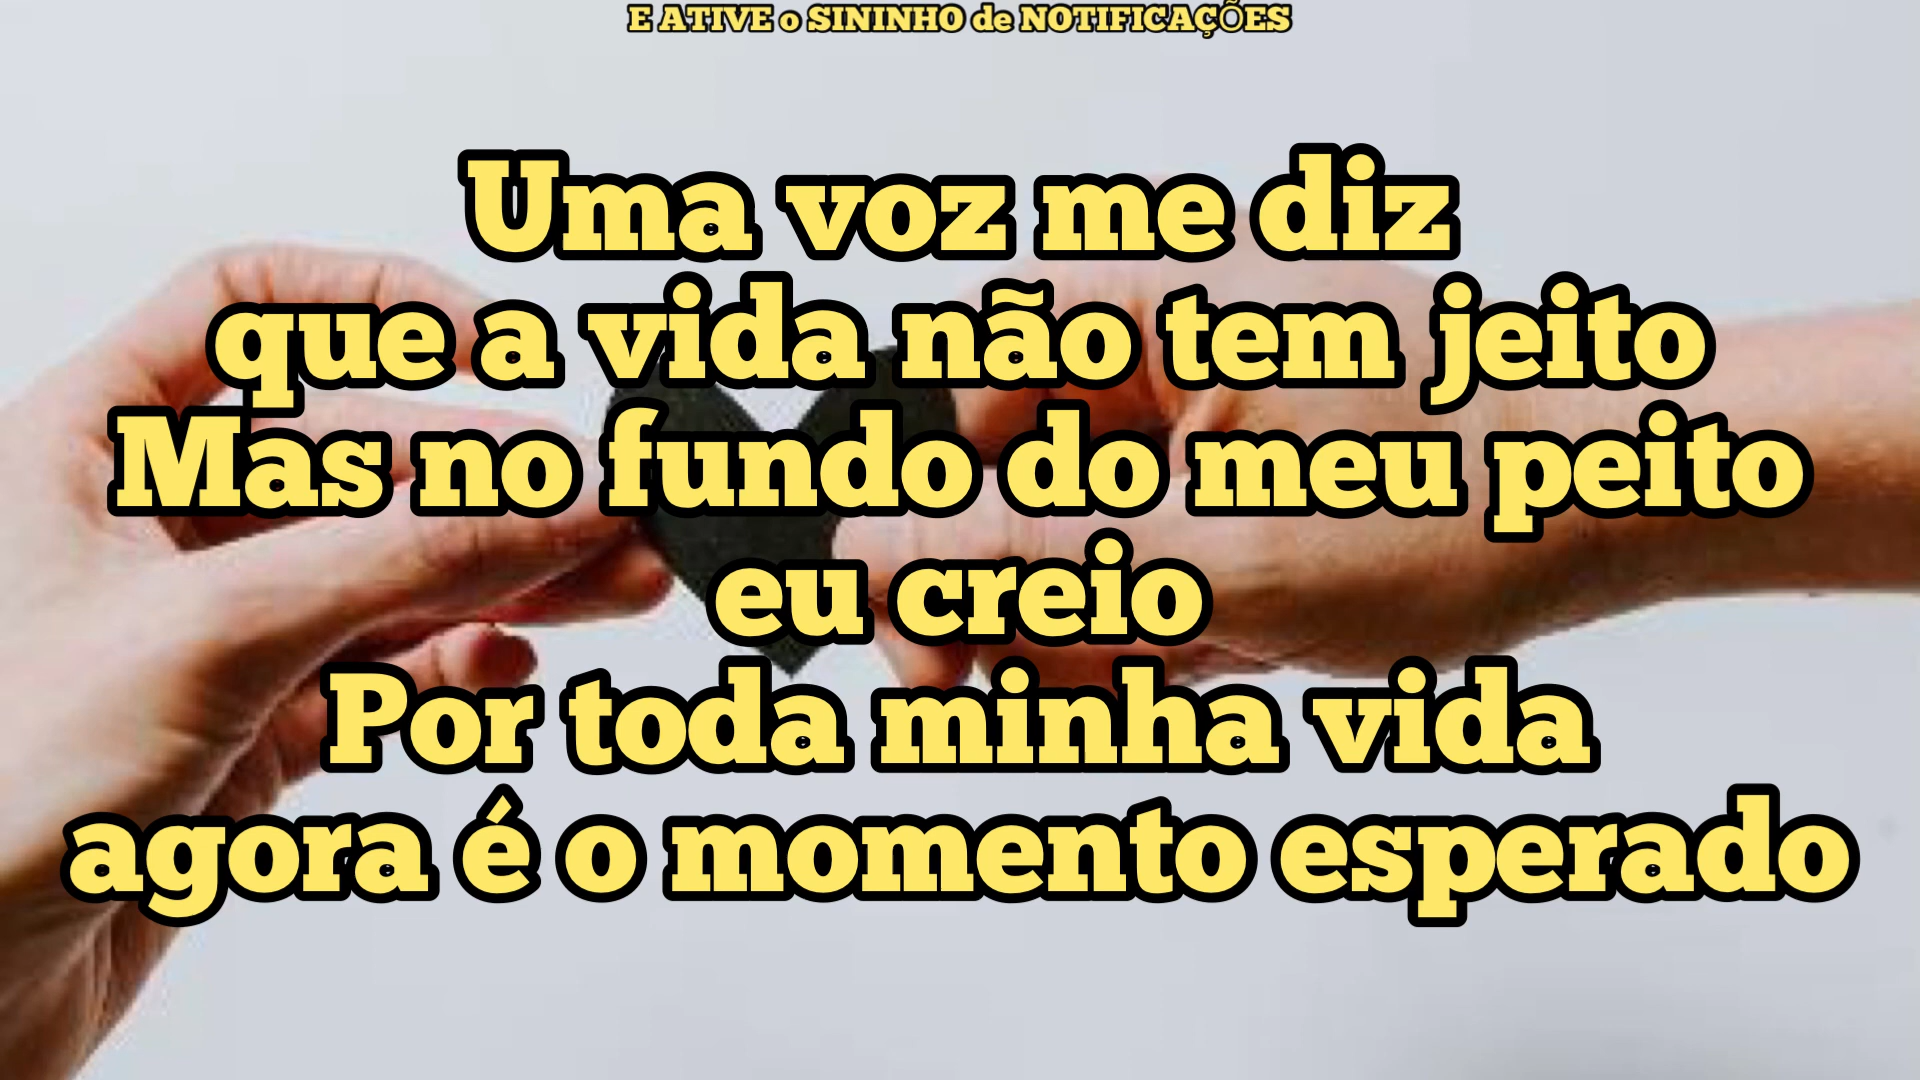 E ATIVE o SININHO de NOTIFICAÇÕES
Uma voz me diz
que a vida não tem jeito
Mas no fundo do meu peito
eu creio
Por toda minha vida
agora é o momento esperado